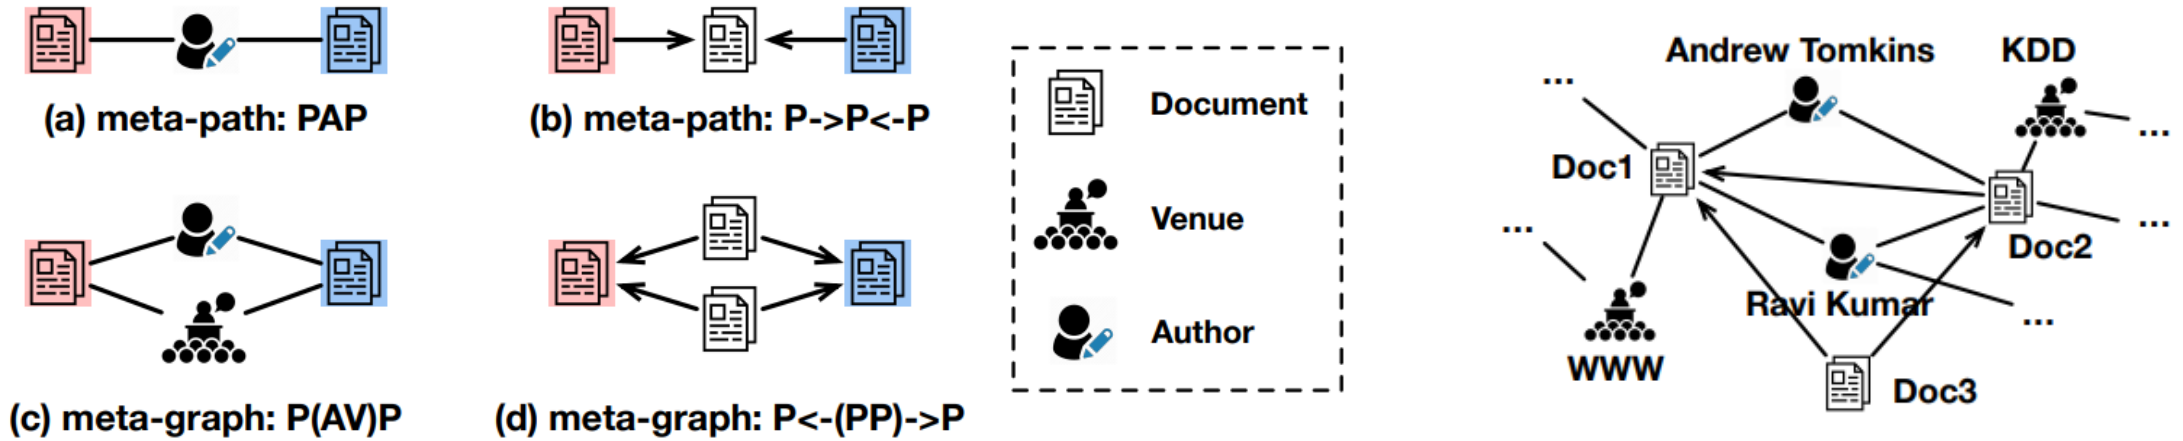 (a) meta-path: PAP
(b) meta-path: P->P<-P
(c) meta-graph: P(AV)P
(d) meta-graph: P<-(PP)->P
Document
Venue
Author
Andrew Tomkins
KDD
...
...
Doc1
...
...
Doc2
Ravi Kumar
...
WWW
Doc3